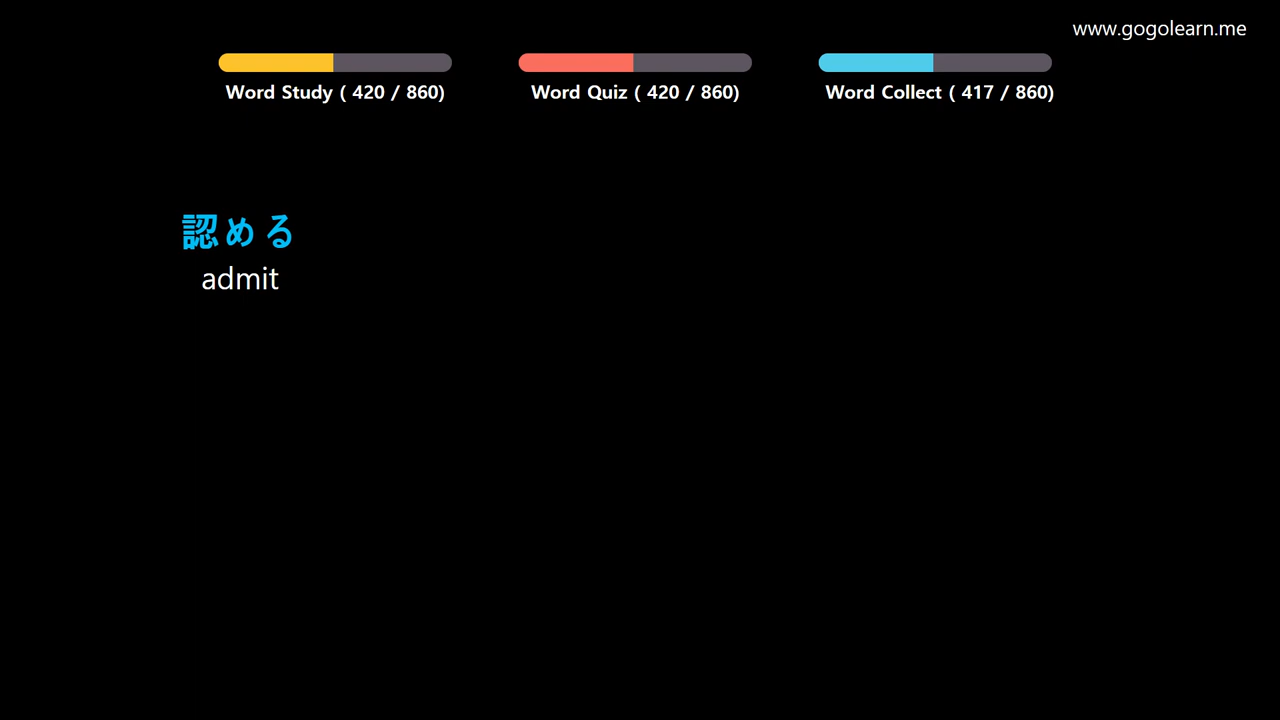 www.gogolearn.me
Word Study ( 420 / 860)
Word Quiz ( 420 / 860)
Word Collect ( 417 / 860)
認める
admit